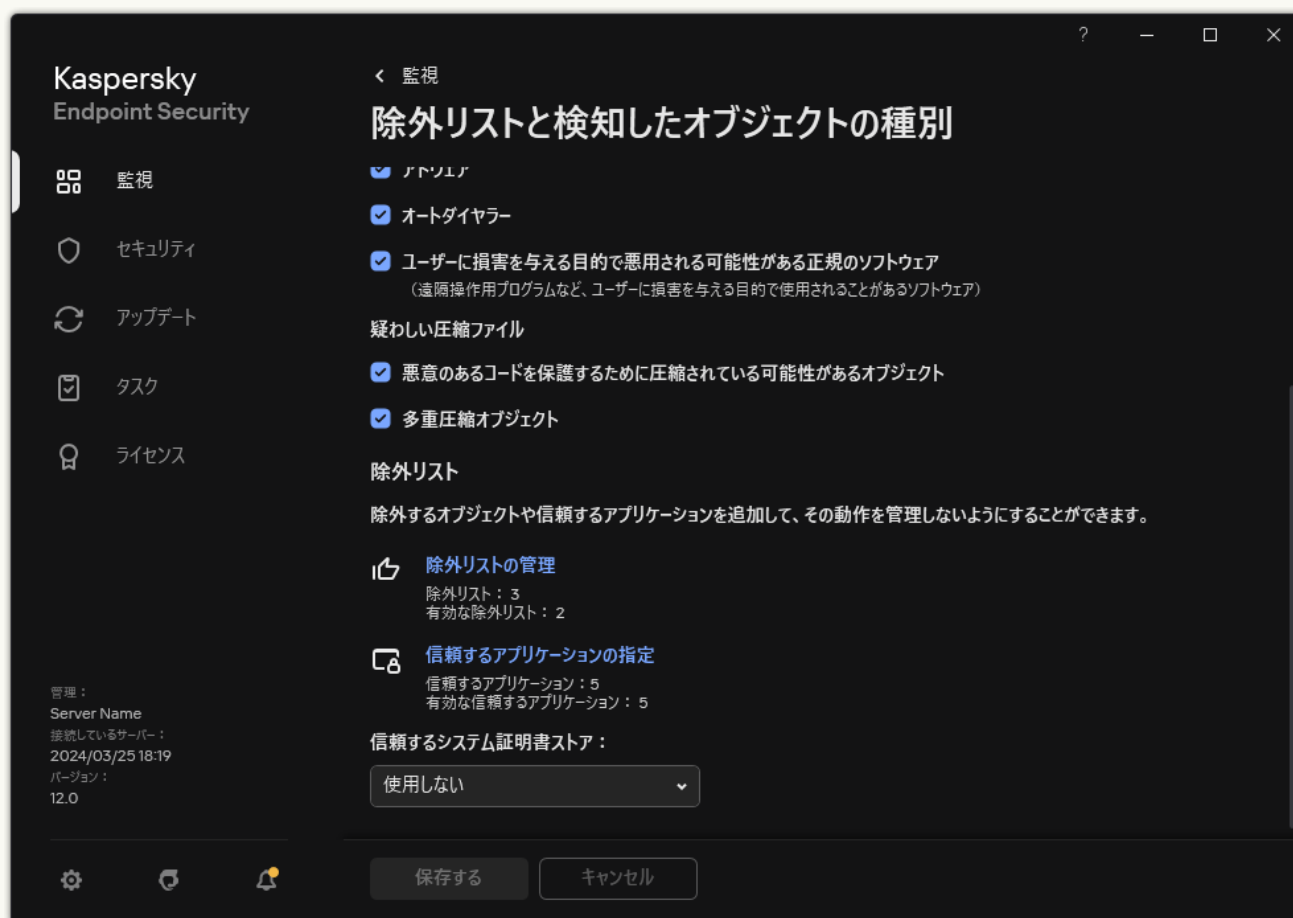 ?
Kaspersky
Endpoint Security
監視
セキュリティ
アップデート
タスク
ライセンス
管理：
Server Name
接続しているサーバー：
2024/03/25 18:19
バージョン：
12.0
監視
除外リストと検知したオブジェクトの種別
アドウェア
オートダイヤラー
ユーザーに損害を与える目的で悪用される可能性がある正規のソフトウェア
（遠隔操作用プログラムなど、ユーザーに損害を与える目的で使用されることがあるソフトウェア）
疑わしい圧縮ファイル
悪意のあるコードを保護するために圧縮されている可能性があるオブジェクト
多重圧縮オブジェクト
除外リスト
除外するオブジェクトや信頼するアプリケーションを追加して、その動作を管理しないようにすることができます。
除外リストの管理
除外リスト： 3
有効な除外リスト： 2
信頼するアプリケーションの指定
信頼するアプリケーション：5
有効な信頼するアプリケーション： 5
信頼するシステム証明書ストア：
使用しない
保存する
キャンセル